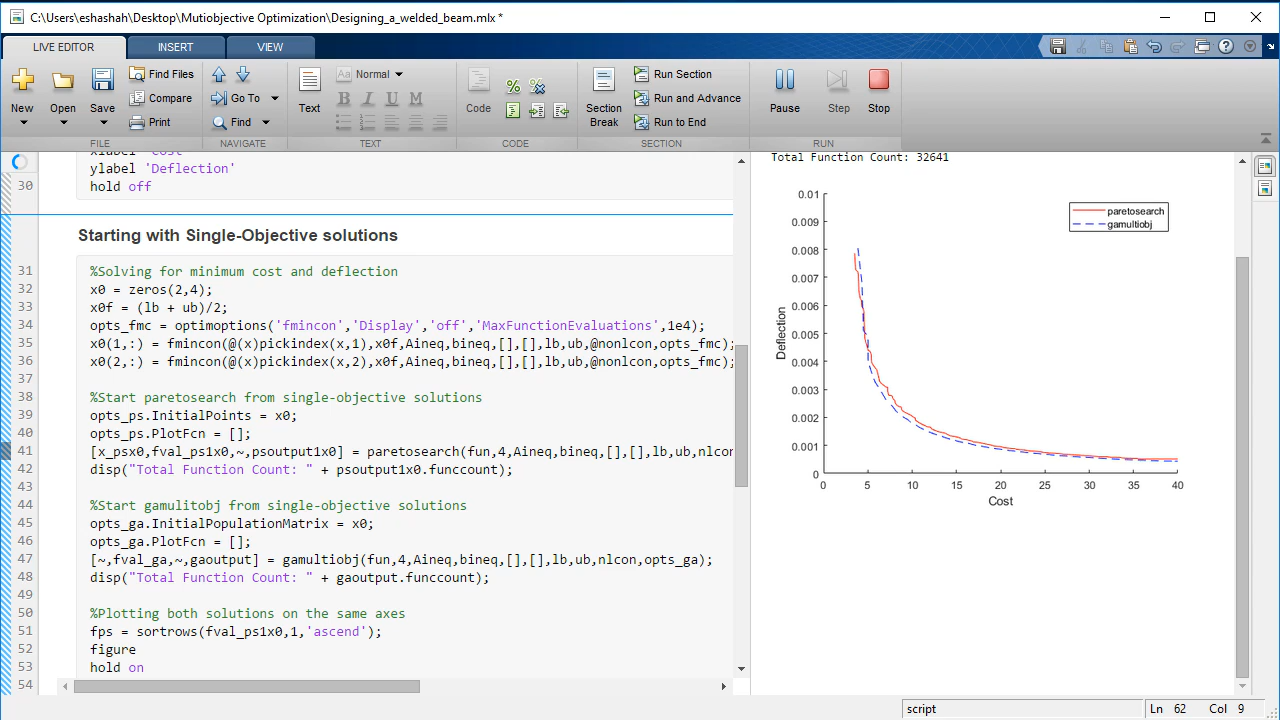 C:\Users\eshashah\Desktop\Mutiobjective Optimization\Designing_a_welded_beam.mlx *
LIVE EDITOR INSERT VIEW
New Open Save Find Files Compare Print
FILE
Go To Find
NAVIGATE
Text Aa Normal B I U M
TEXT
Code
CODE
Section Break Run Section Run and Advance Run to End
SECTION
Pause Step Stop
RUN
ylabel 'Deflection'
30 hold off
Starting with Single-Objective solutions
31 %Solving for minimum cost and deflection
32 x0 = zeros(2,4);
33 x0f = (lb + ub)/2;
34 opts_fmc = optimoptions('fmincon','Display','off','MaxFunctionEvaluations',1e4);
35 x0(1,:) = fmincon(@(x)pickindex(x,1),x0f,Aineq,bineq,[],[],lb,ub,@nonlcon,opts_fmc);
36 x0(2,:) = fmincon(@(x)pickindex(x,2),x0f,Aineq,bineq,[],[],lb,ub,@nonlcon,opts_fmc);
37
38 %Start paretosearch from single-objective solutions
39 opts_ps.InitialPoints = x0;
40 opts_ps.PlotFcn = [];
41 [x_psx0,fval_ps1x0,~,psoutput1x0] = paretosearch(fun,4,Aineq,bineq,[],[],lb,ub,nlcon
42 disp("Total Function Count: " + psoutput1x0.funccount);
43
44 %Start gamulitobj from single-objective solutions
45 opts_ga.InitialPopulationMatrix = x0;
46 opts_ga.PlotFcn = [];
47 [~,fval_ga,~,gaoutput] = gamultiobj(fun,4,Aineq,bineq,[],[],lb,ub,nlcon,opts_ga);
48 disp("Total Function Count: " + gaoutput.funccount);
49
50 %Plotting both solutions on the same axes
51 fps = sortrows(fval_ps1x0,1,'ascend');
52 figure
53 hold on
54
Total Function Count: 32641
paretosearch
gamultiobj
0.01
0.009
0.008
0.007
0.006
0.005
0.004
0.003
0.002
0.001
0
Deflection
0 5 10 15 20 25 30 35 40
Cost
script Ln 62 Col 9